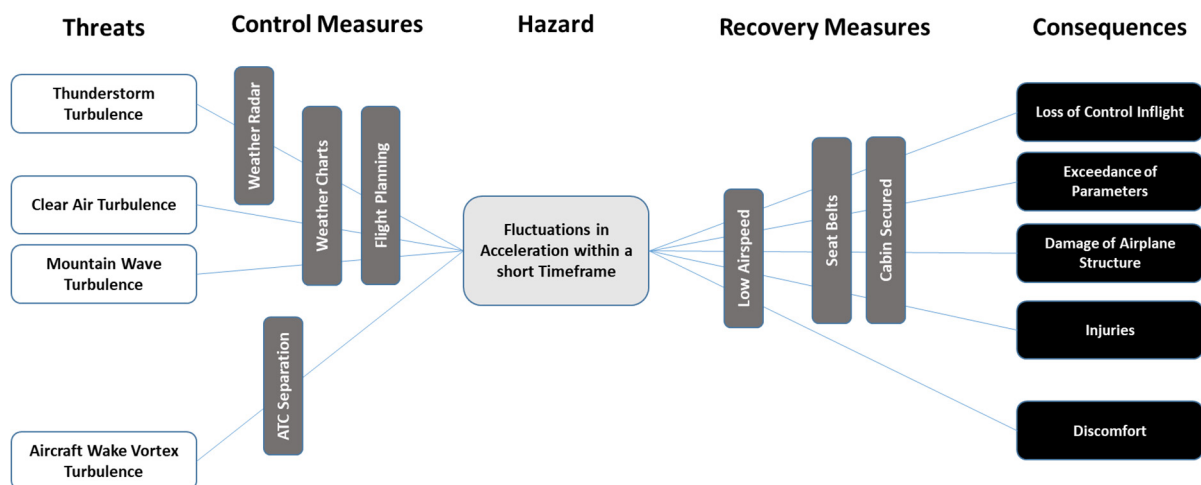 Threats
Control Measures
Hazard
Recovery Measures
Consequences
Thunderstorm
Turbulence
Clear Air Turbulence
Mountain Wave
Turbulence
Aircraft Wake Vortex
Turbulence
Weather Radar
Weather Charts
Flight Planning
ATC Separation
Fluctuations in
Acceleration within a
short Timeframe
Low Airspeed
Seat Belts
Cabin Secured
Loss of Control Inflight
Exceedance of
Parameters
Damage of Airplane
Structure
Injuries
Discomfort